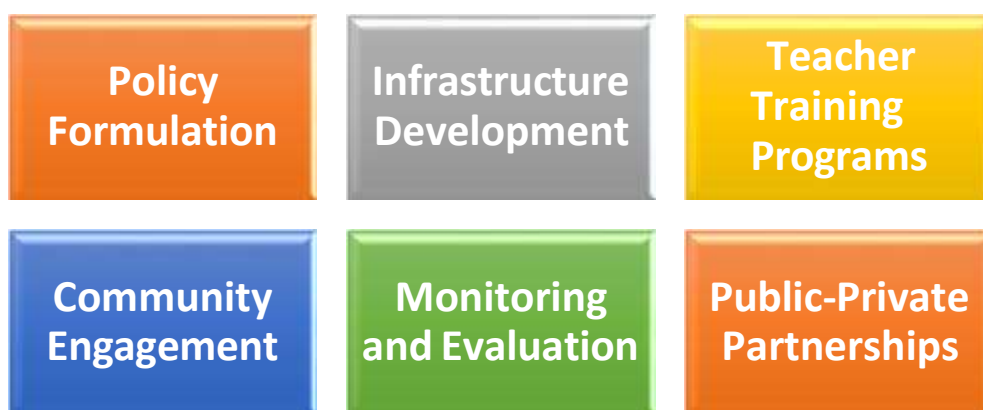 Policy
Formulation
Infrastructure
Development
Teacher
Training
Programs
Community
Engagement
Monitoring
and Evaluation
Public-Private
Partnerships